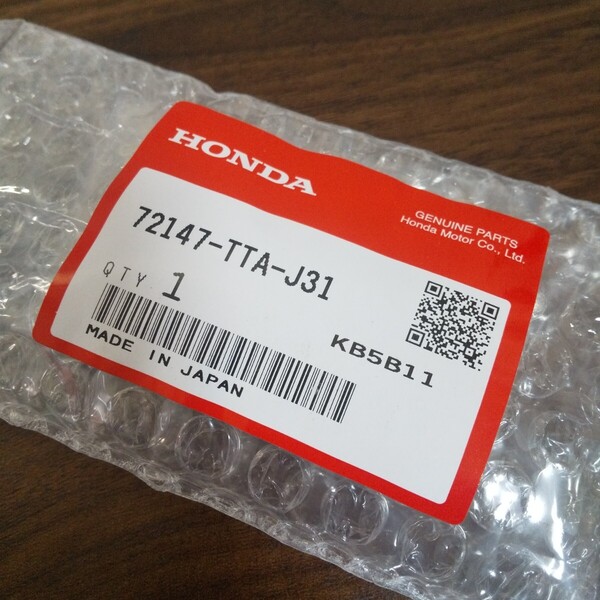 HONDA
GENUINE PARTS
Honda Motor Co., Ltd.
72147-TTA-J31
QTY 1
KB5B11
MADE IN JAPAN